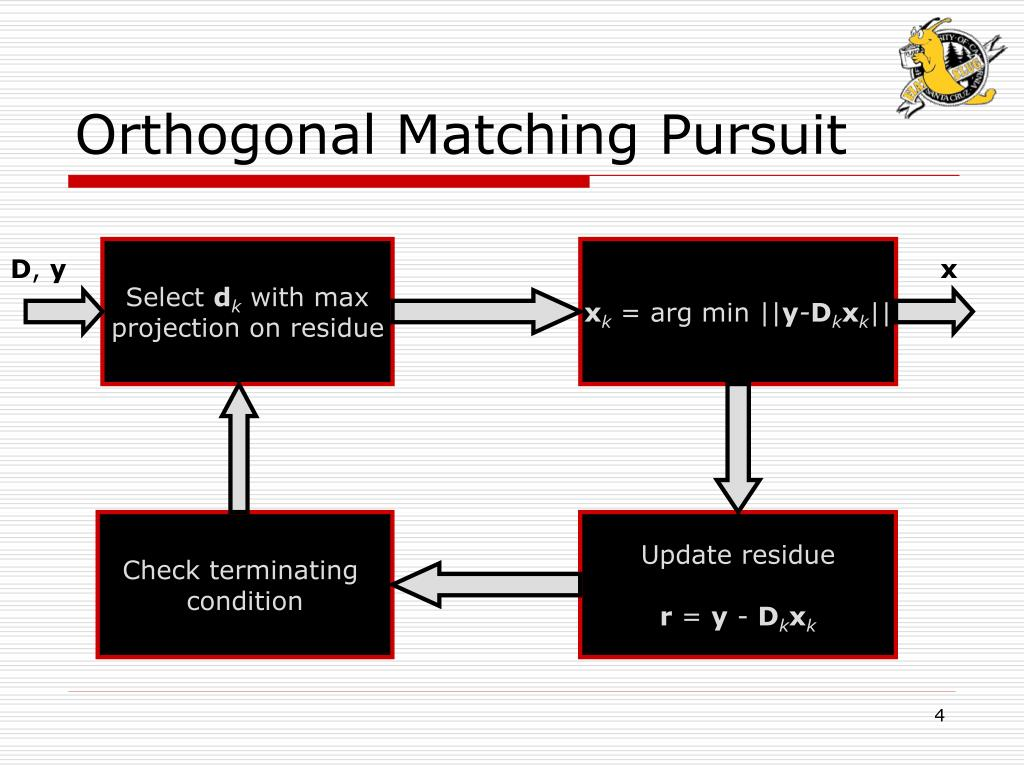 Orthogonal Matching Pursuit
D, y
Select dk with max
projection on residue
xk = arg min ||y-Dkxk||
x
Check terminating
condition
Update residue
r = y - Dkxk
4